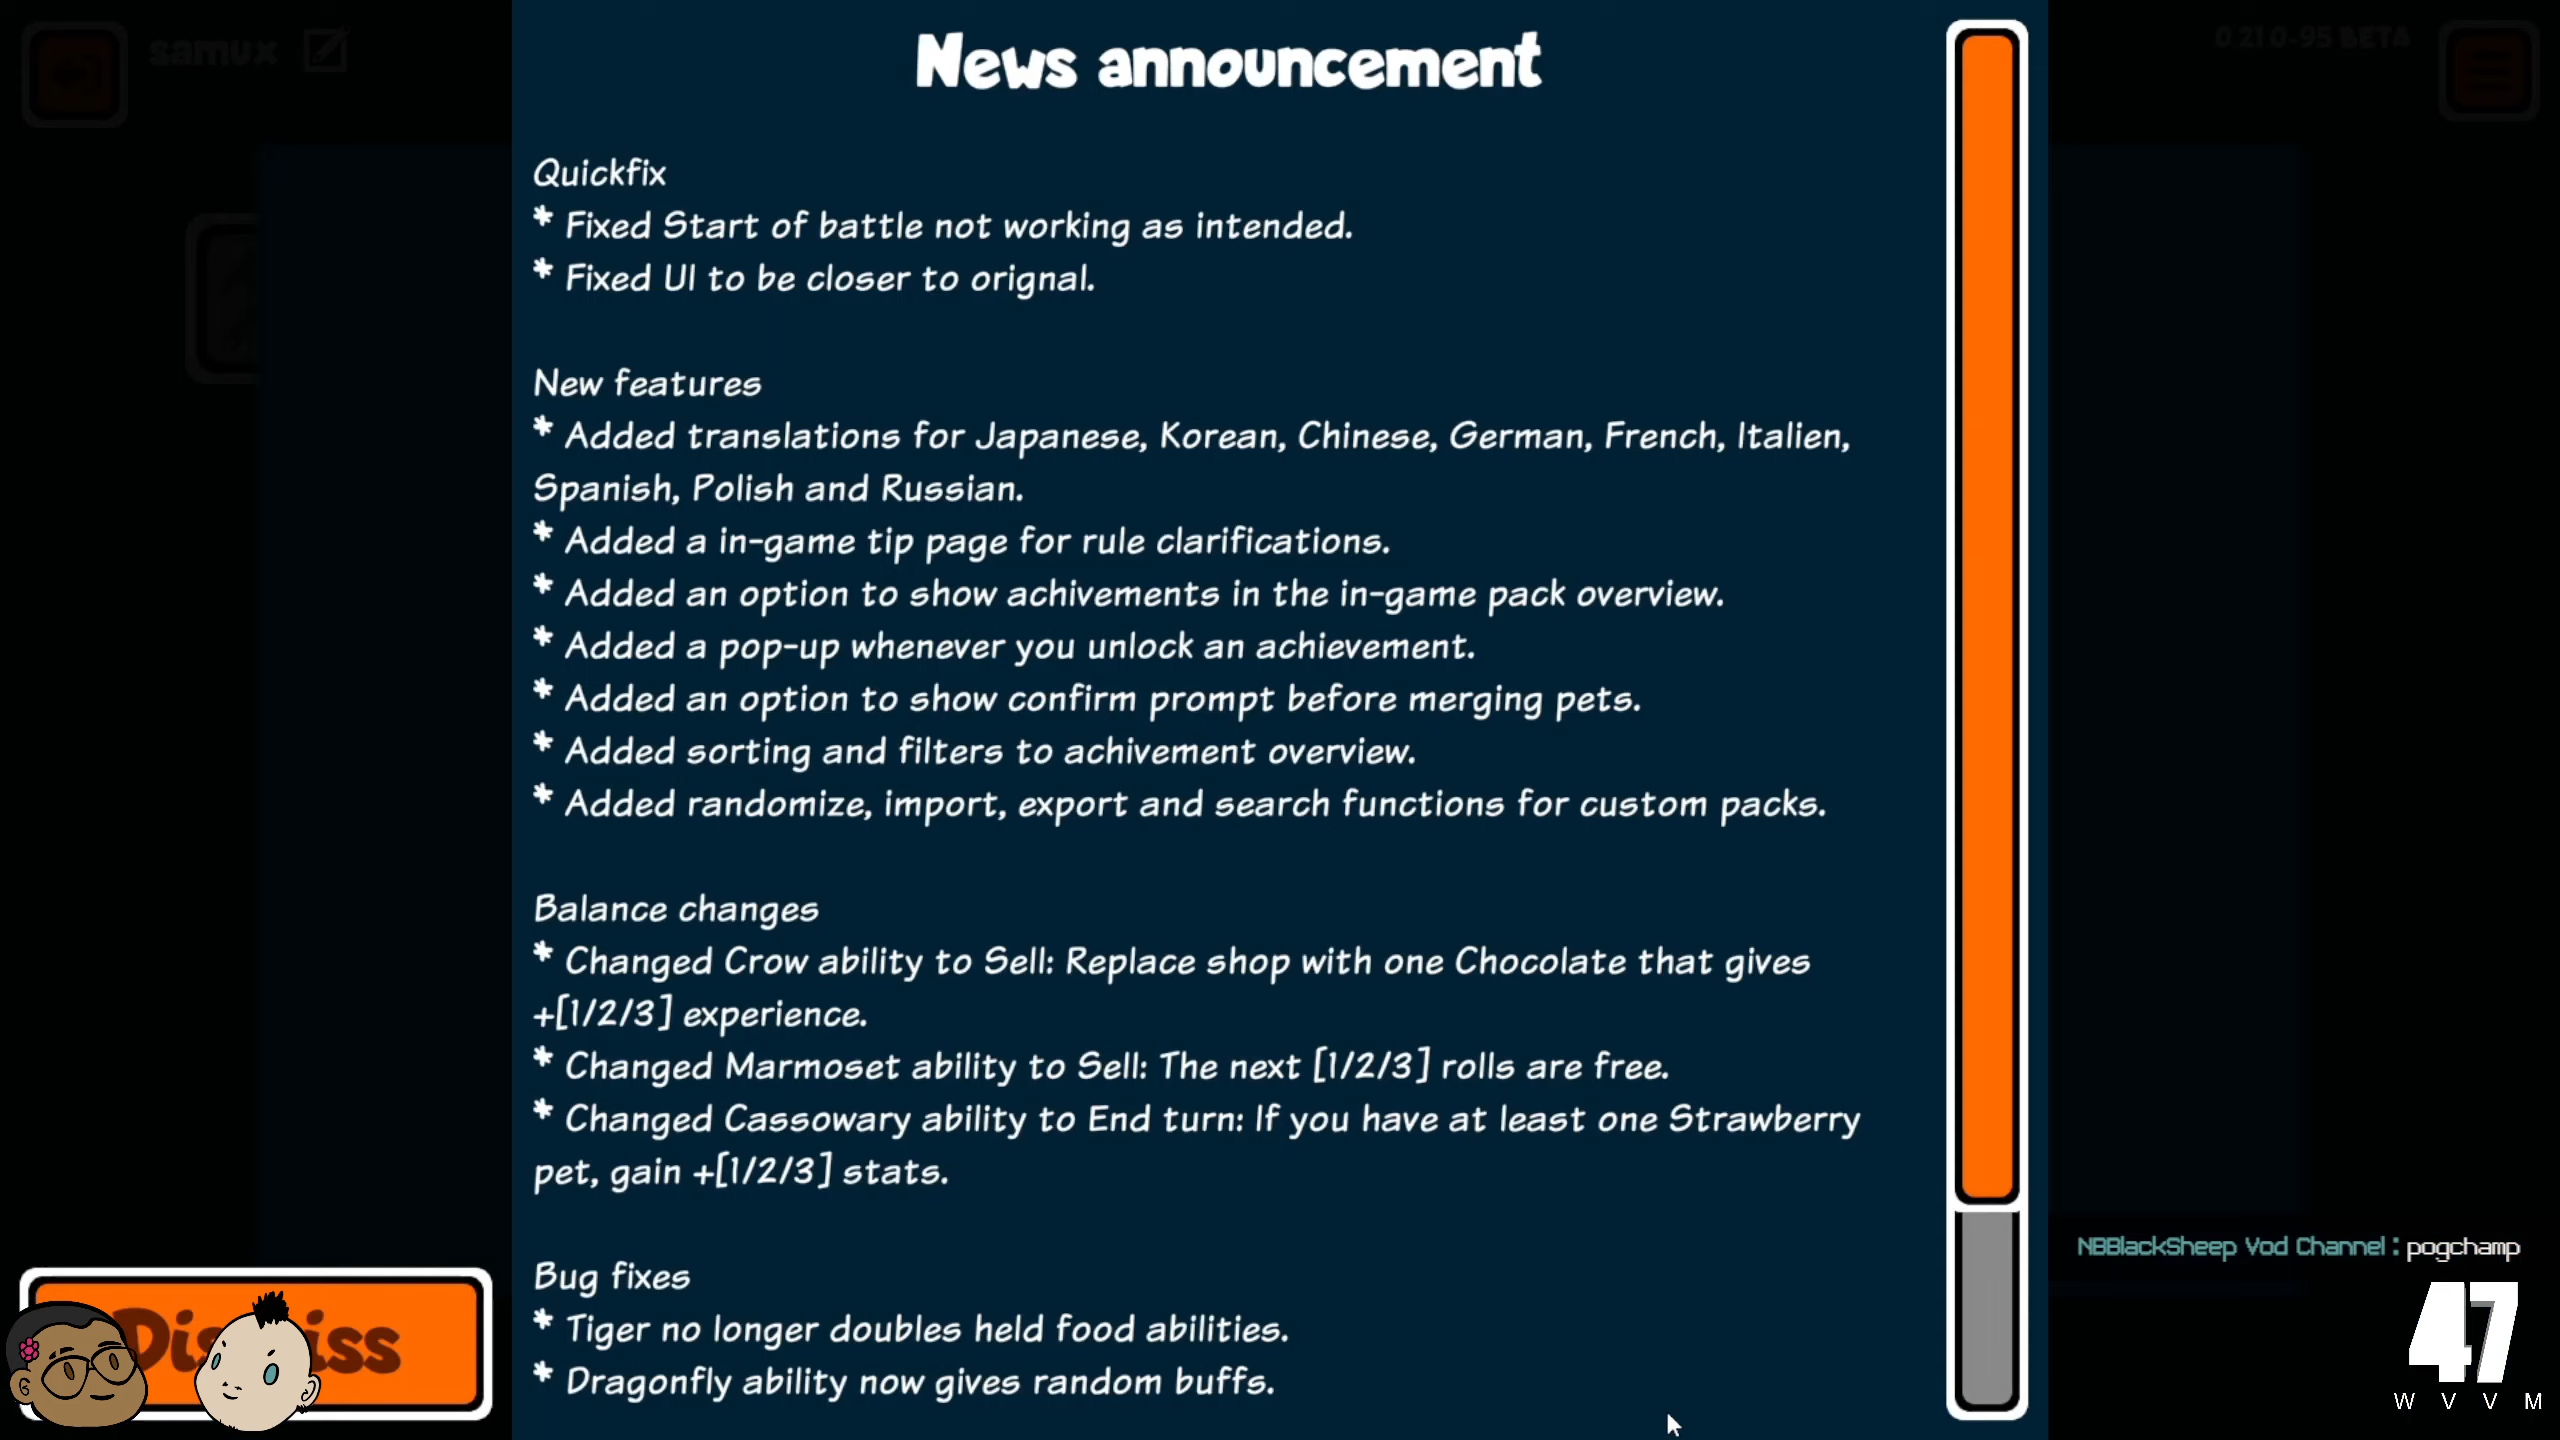 samux
0.21.0-95 BETA
News announcement
Quickfix
* Fixed Start of battle not working as intended.
* Fixed UI to be closer to orignal.
New features
* Added translations for Japanese, Korean, Chinese, German, French, Italien,
Spanish, Polish and Russian.
* Added a in-game tip page for rule clarifications.
* Added an option to show achivements in the in-game pack overview.
* Added a pop-up whenever you unlock an achievement.
* Added an option to show confirm prompt before merging pets.
* Added sorting and filters to achivement overview.
* Added randomize, import, export and search functions for custom packs.
Balance changes
* Changed Crow ability to Sell: Replace shop with one Chocolate that gives
+[1/2/3] experience.
* Changed Marmoset ability to Sell: The next [1/2/3] rolls are free.
* Changed Cassowary ability to End turn: If you have at least one Strawberry
pet, gain +[1/2/3] stats.
Bug fixes
* Tiger no longer doubles held food abilities.
* Dragonfly ability now gives random buffs.
NBBlackSheep Vod Channel : pogchamp
47
W V V M